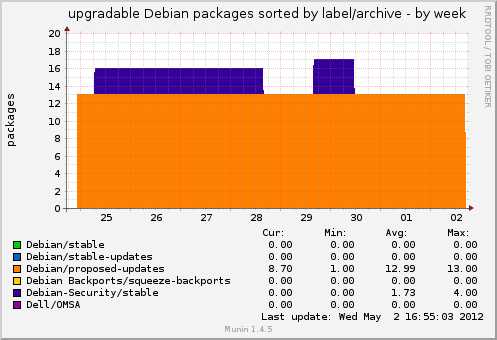 upgradable Debian packages sorted by label/archive - by week
RRDTOOL / TOBI OETIKER
packages
20
18
16
14
12
10
8
6
4
2
0
25 26 27 28 29 30 01 02
Cur: Min: Avg: Max:
Debian/stable 0.00 0.00 0.00 0.00
Debian/stable-updates 0.00 0.00 0.00 0.00
Debian/proposed-updates 8.70 1.00 12.99 13.00
Debian Backports/squeeze-backports 0.00 0.00 0.00 0.00
Debian-Security/stable 0.00 0.00 1.73 4.00
Dell/OMSA 0.00 0.00 0.00 0.00
Last update: Wed May 2 16:55:03 2012
Munin 1.4.5